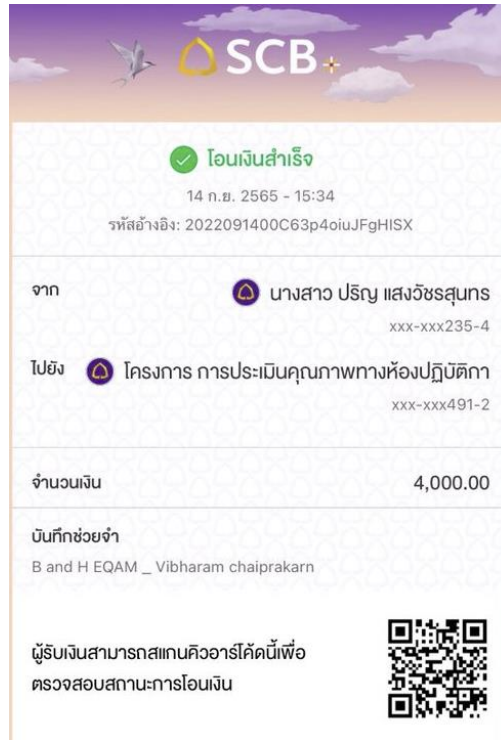 SCB+
โอนเงินสำเร็จ
14 ก.ย. 2565 - 15:34
รหัสอ้างอิง: 2022091400C63p4oiuJFgHISX
จาก นางสาว ปริญ แสงวัชรสุนทร
xxx-xxx235-4
ไปยัง โครงการ การประเมินคุณภาพทางห้องปฏิบัติกา
xxx-xxx491-2
จำนวนเงิน 4,000.00
บันทึกช่วยจำ
B and H EQAM _ Vibharam chaiprakarn
ผู้รับเงินสามารถสแกนคิวอาร์โค้ดนี้เพื่อ
ตรวจสอบสถานะการโอนเงิน